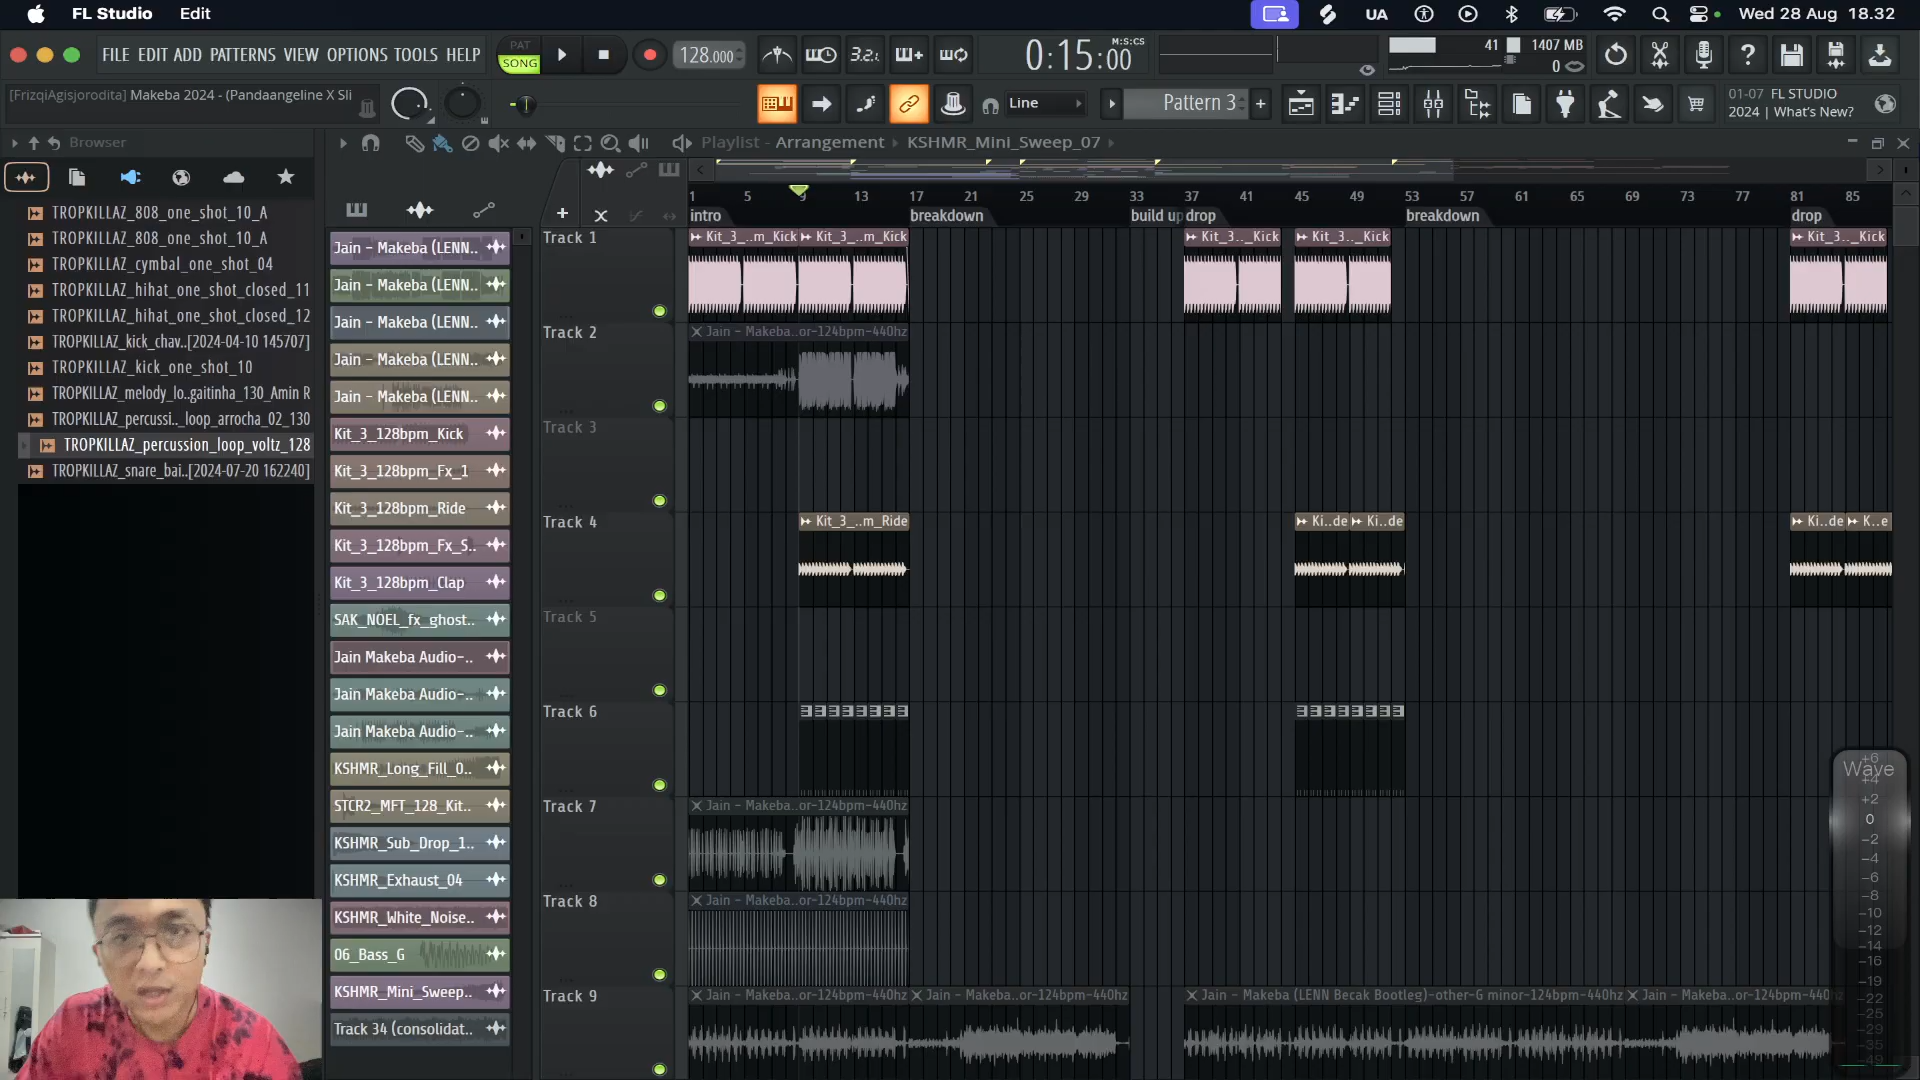 FL Studio Edit
UA
Wed 28 Aug 18.32
FILE EDIT ADD PATTERNS VIEW OPTIONS TOOLS HELP
PAT
SONG
128.000
3.2.1
0:15:00
M:S:CS
41
1407 MB
0
[FrizqiAgisjorodita] Makeba 2024 - (Pandaangeline X Sli
Line
Pattern 3
01-07 FL STUDIO
2024 | What's New?
Browser
Playlist - Arrangement KSHMR_Mini_Sweep_07
1 5 9 13 17 21 25 29 33 37 41 45 49 53 57 61 65 69 73 77 81 85
intro
breakdown
build up
drop
breakdown
drop
TROPKILLAZ_808_one_shot_10_A
TROPKILLAZ_808_one_shot_10_A
TROPKILLAZ_cymbal_one_shot_04
TROPKILLAZ_hihat_one_shot_closed_11
TROPKILLAZ_hihat_one_shot_closed_12
TROPKILLAZ_kick_chav..[2024-04-10 145707]
TROPKILLAZ_kick_one_shot_10
TROPKILLAZ_melody_lo..gaitinha_130_Amin R
TROPKILLAZ_percussi.._loop_arrocha_02_130
TROPKILLAZ_percussion_loop_voltz_128
TROPKILLAZ_snare_bai..[2024-07-20 162240]
Jain - Makeba (LENN..
Jain - Makeba (LENN..
Jain - Makeba (LENN..
Jain - Makeba (LENN..
Jain - Makeba (LENN..
Kit_3_128bpm_Kick
Kit_3_128bpm_Fx_1
Kit_3_128bpm_Ride
Kit_3_128bpm_Fx_S..
Kit_3_128bpm_Clap
SAK_NOEL_fx_ghost..
Jain Makeba Audio-..
Jain Makeba Audio-..
Jain Makeba Audio-..
KSHMR_Long_Fill_0..
STCR2_MFT_128_Kit..
KSHMR_Sub_Drop_1..
KSHMR_Exhaust_04
KSHMR_White_Noise..
06_Bass_G
KSHMR_Mini_Sweep..
Track 34 (consolidat..
Track 1
Kit_3_..m_Kick
Kit_3_..m_Kick
Kit_3.._Kick
Kit_3.._Kick
Kit_3.._Kick
Track 2
Jain - Makeba..or-124bpm-440hz
Track 3
Track 4
Kit_3_..m_Ride
Ki..de
Ki..de
Ki..de
K..e
Track 5
Track 6
Track 7
Jain - Makeba..or-124bpm-440hz
Track 8
Jain - Makeba..or-124bpm-440hz
Track 9
Jain - Makeba..or-124bpm-440hz
Jain - Makeba..or-124bpm-440hz
Jain - Makeba (LENN Becak Bootleg)-other-G minor-124bpm-440hz
Jain - Makeba..or-124bpm-440hz
Wave
+6
+4
+2
0
-2
-4
-6
-8
-10
-12
-14
-16
-19
-22
-25
-29
-35
-49